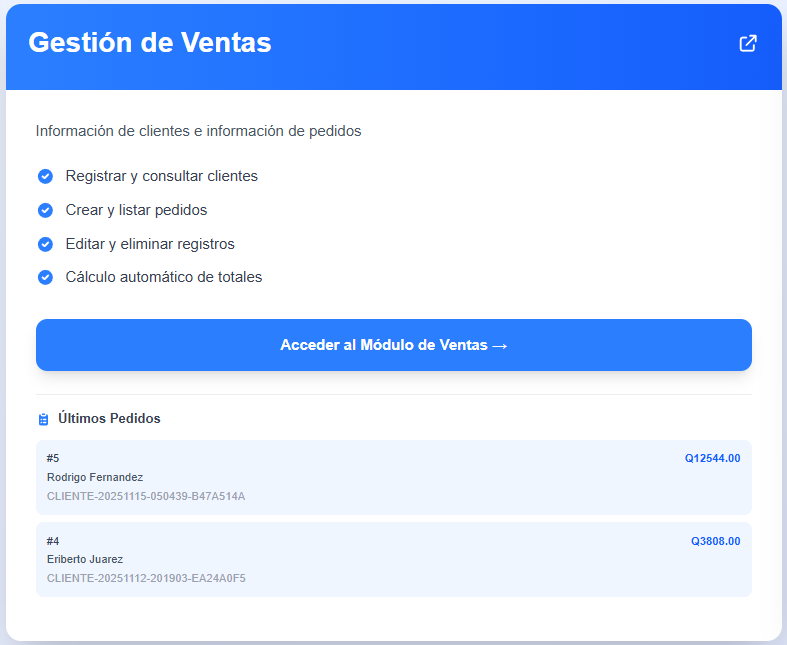 Gestión de Ventas
Información de clientes e información de pedidos
Registrar y consultar clientes
Crear y listar pedidos
Editar y eliminar registros
Cálculo automático de totales
Acceder al Módulo de Ventas →
Últimos Pedidos
#5 Q12544.00
Rodrigo Fernandez
CLIENTE-20251115-050439-B47A514A
#4 Q3808.00
Eriberto Juarez
CLIENTE-20251112-201903-EA24A0F5